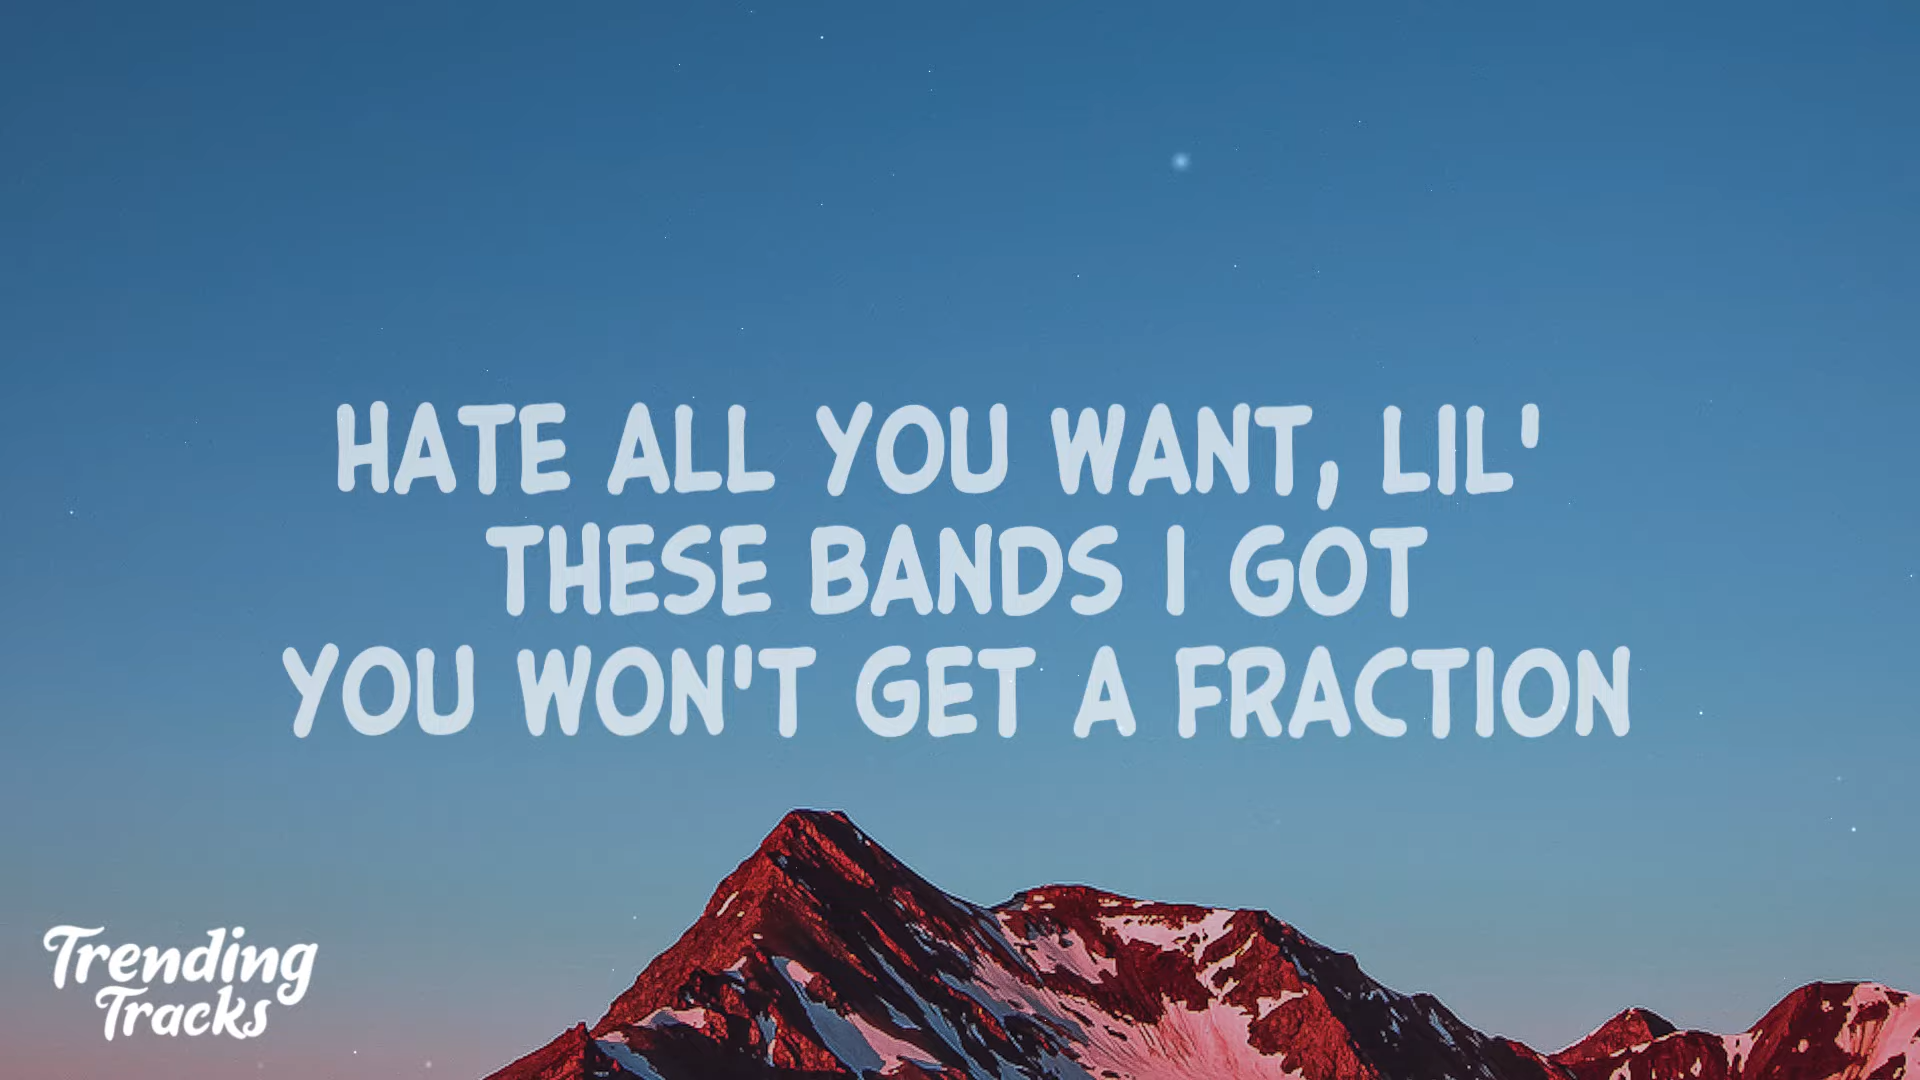 HATE ALL YOU WANT, LIL'
THESE BANDS I GOT
YOU WON'T GET A FRACTION
Trending
Tracks